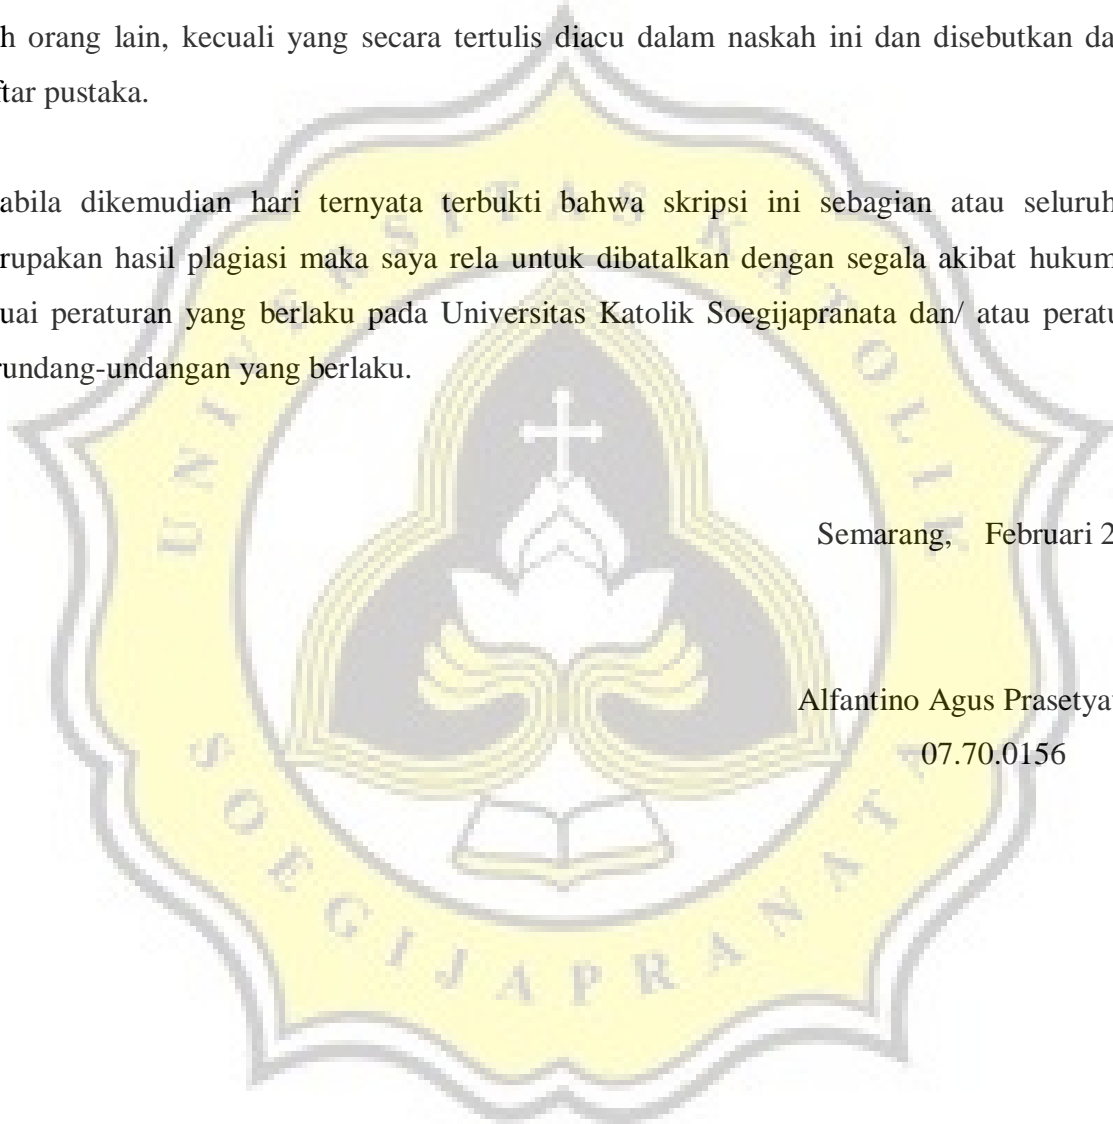 h orang lain, kecuali yang secara tertulis diacu dalam naskah ini dan disebutkan da
ftar pustaka.
abila dikemudian hari ternyata terbukti bahwa skripsi ini sebagian atau seluruh
rupakan hasil plagiasi maka saya rela untuk dibatalkan dengan segala akibat hukum
uai peraturan yang berlaku pada Universitas Katolik Soegijapranata dan/ atau peratu
rundang-undangan yang berlaku.
UNIVERSITAS KATOLIK
Semarang, Februari 2
Alfantino Agus Prasetya
07.70.0156
SOEGIJAPRANATA